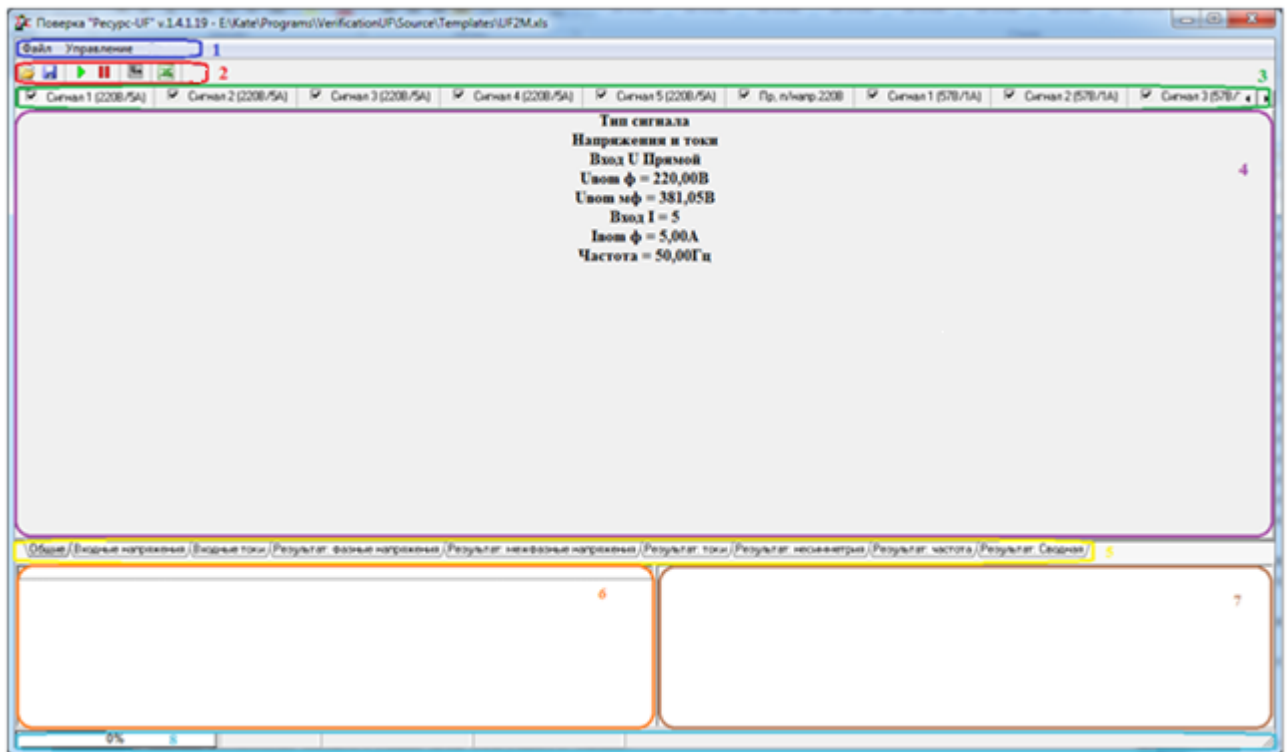 Поверка "Ресурс-UF" v.1.4.1.19 - E:\Kate\Programs\VerificationUF\Source\Templates\UF2M.xls
Файл Управление 1
2
3
Сигнал 1 (220В/5А) Сигнал 2 (220В/5А) Сигнал 3 (220В/5А) Сигнал 4 (220В/5А) Сигнал 5 (220В/5А) Пр, п/напр.220В Сигнал 1 (57В/1А) Сигнал 2 (57В/1А) Сигнал 3 (57В/
Тип сигнала
Напряжения и токи
Вход U Прямой
4
Uном ф = 220,00В
Uном мф = 381,05В
Вход I = 5
Iном ф = 5,00А
Частота = 50,00Гц
Общие Входные напряжения Входные токи Результат: фазные напряжения Результат: межфазные напряжения Результат: токи Результат: несимметрия Результат: частота Результат: Сводная 5
6 7
0% 8